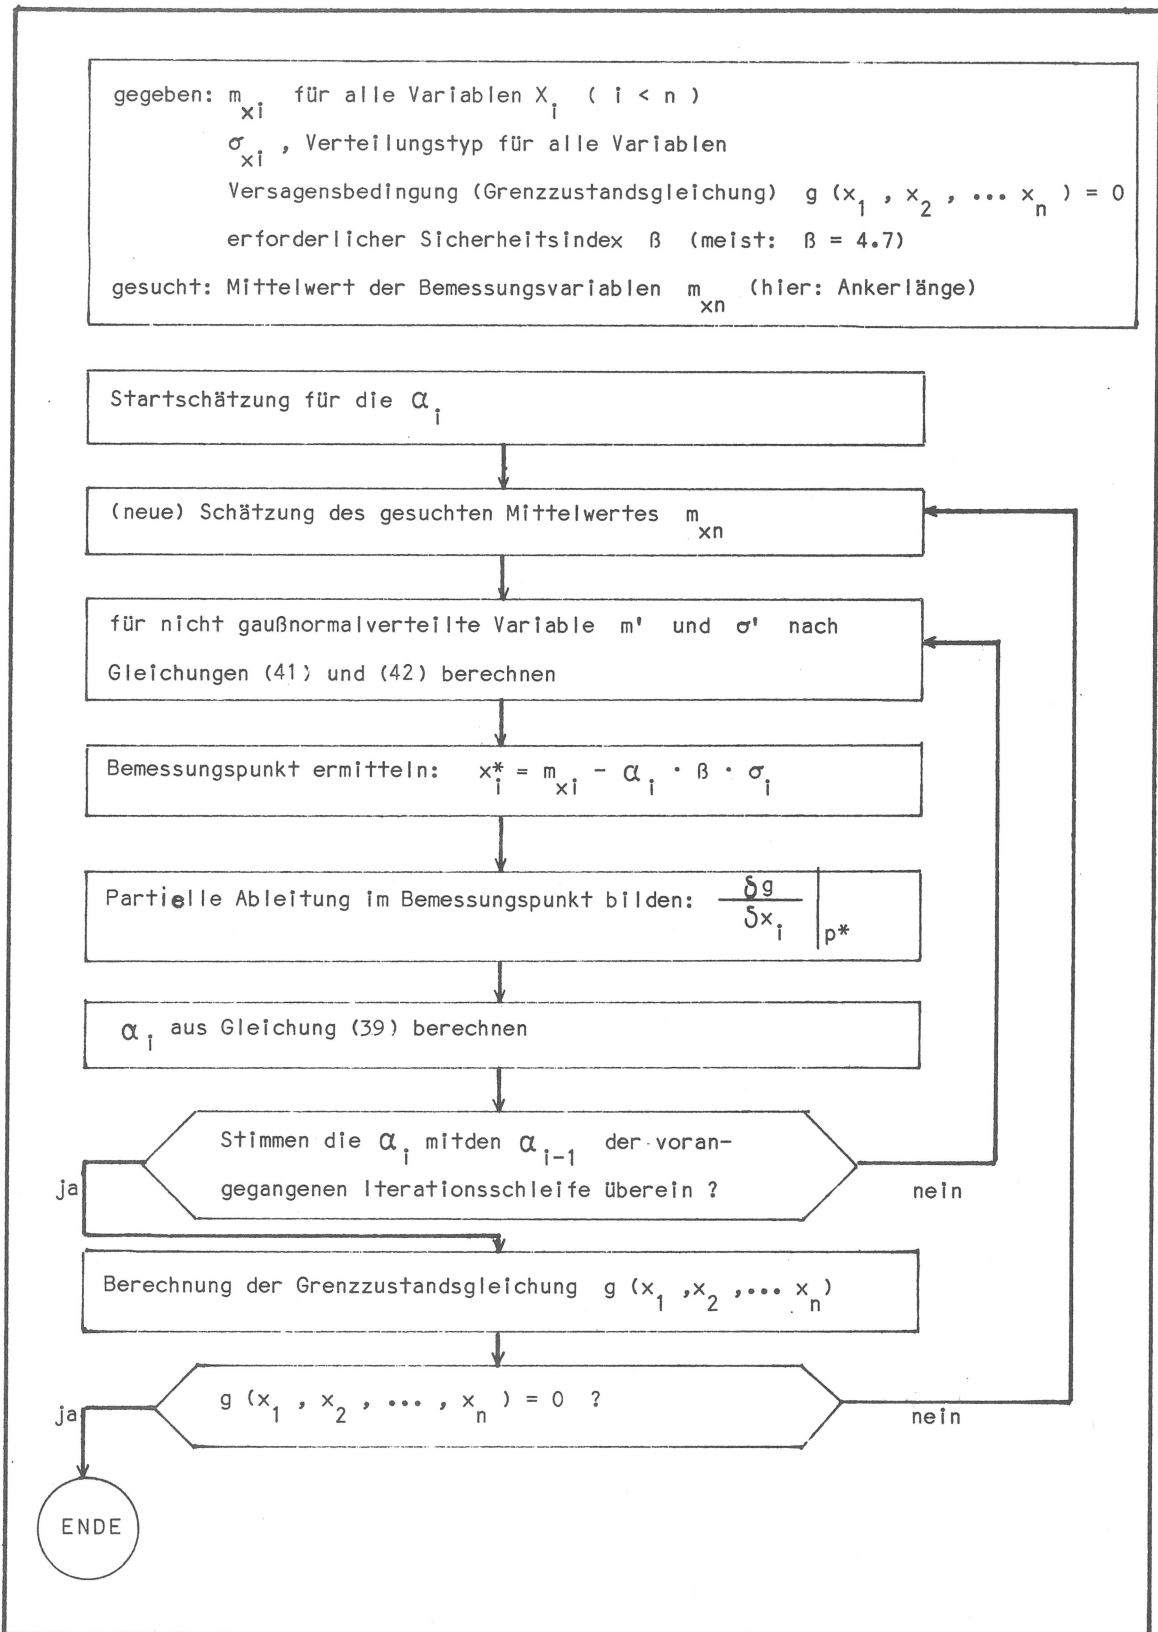 gegeben: m_xi für alle Variablen X_i ( i < n )
σ_xi , Verteilungstyp für alle Variablen
Versagensbedingung (Grenzzustandsgleichung) g (x_1 , x_2 , ... x_n ) = 0
erforderlicher Sicherheitsindex ß (meist: ß = 4.7)
gesucht: Mittelwert der Bemessungsvariablen m_xn (hier: Ankerlänge)
Startschätzung für die α_i
(neue) Schätzung des gesuchten Mittelwertes m_xn
für nicht gaußnormalverteilte Variable m' und σ' nach
Gleichungen (41) und (42) berechnen
Bemessungspunkt ermitteln: x_i* = m_xi - α_i · ß · σ_i
Partielle Ableitung im Bemessungspunkt bilden: δg/δx_i |p*
α_i aus Gleichung (39) berechnen
Stimmen die α_i mitden α_i-1 der voran-
gegangenen Iterationsschleife überein ?
ja
nein
Berechnung der Grenzzustandsgleichung g (x_1 ,x_2 ,... x_n)
g (x_1 , x_2 , ... , x_n ) = 0 ?
ja
nein
ENDE